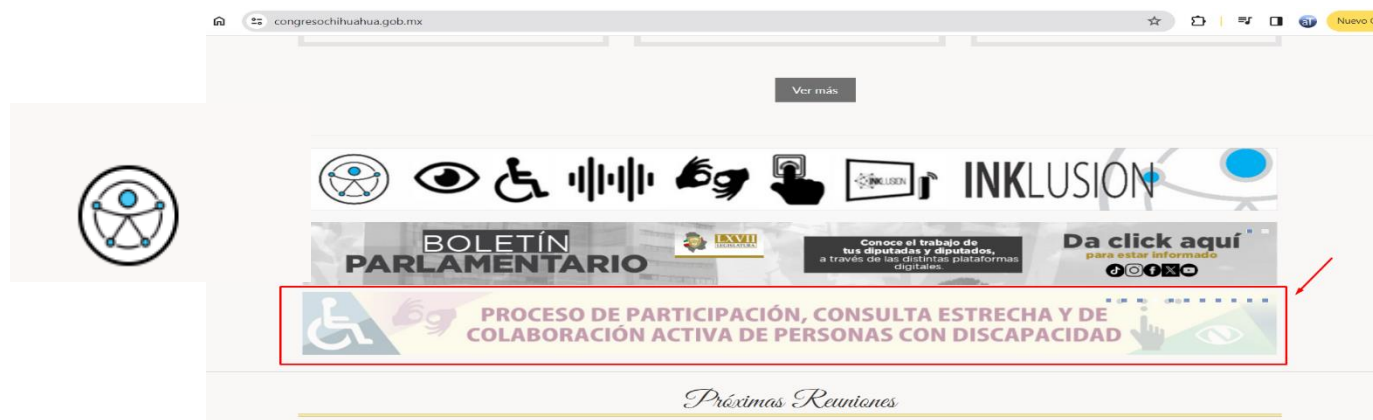 congresochihuahua.gob.mx
Nuevo
Ver más
INKLUSION
INKLUSION
BOLETÍN
PARLAMENTARIO
LXVII
LEGISLATURA
Conoce el trabajo de
tus diputadas y diputados,
a través de las distintas plataformas
digitales.
Da click aquí
para estar informado
PROCESO DE PARTICIPACIÓN, CONSULTA ESTRECHA Y DE
COLABORACIÓN ACTIVA DE PERSONAS CON DISCAPACIDAD
Próximas Reuniones